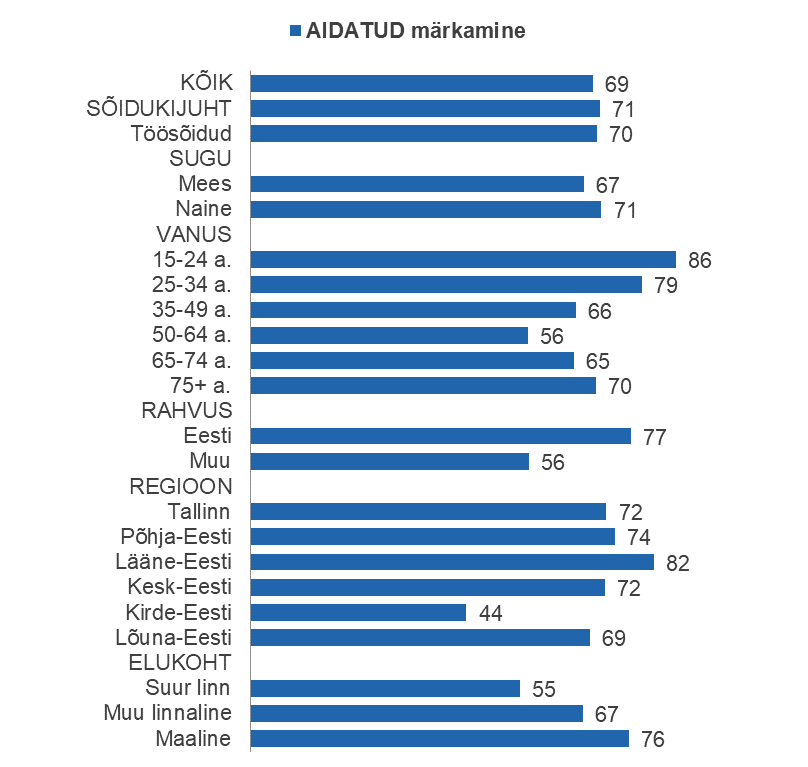 AIDATUD märkamine
KÕIK 69
SÕIDUKIJUHT 71
Töösõidud 70
SUGU
Mees 67
Naine 71
VANUS
15-24 a. 86
25-34 a. 79
35-49 a. 66
50-64 a. 56
65-74 a. 65
75+ a. 70
RAHVUS
Eesti 77
Muu 56
REGIOON
Tallinn 72
Põhja-Eesti 74
Lääne-Eesti 82
Kesk-Eesti 72
Kirde-Eesti 44
Lõuna-Eesti 69
ELUKOHT
Suur linn 55
Muu linnaline 67
Maaline 76